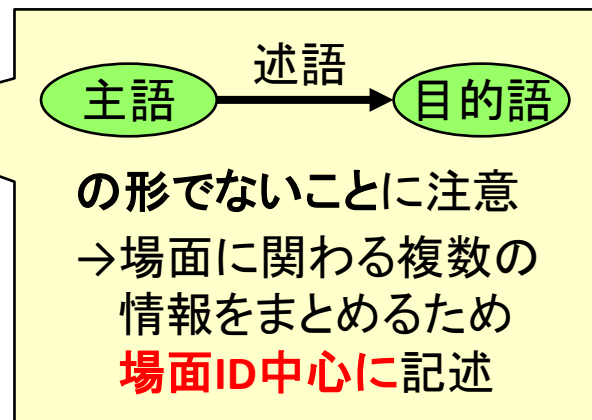 述語
主語 目的語
の形でないことに注意
→場面に関わる複数の
情報をまとめるため
場面ID中心に記述